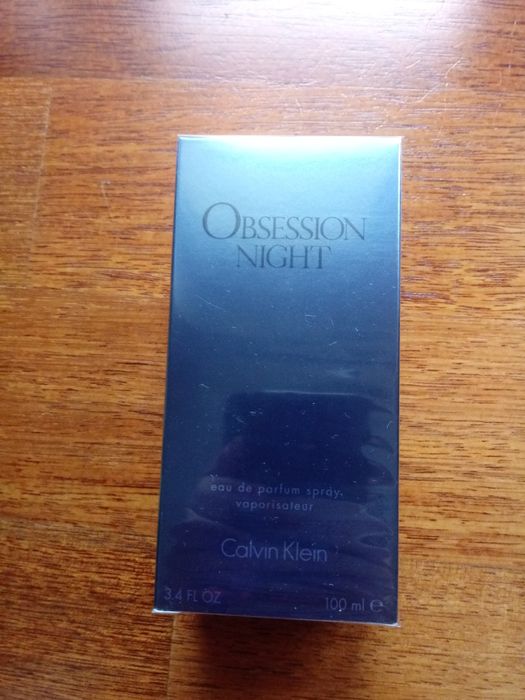 OBSESSION
NIGHT
eau de parfum spray
vaporisateur
Calvin Klein
3.4 FL OZ 100 ml ℮